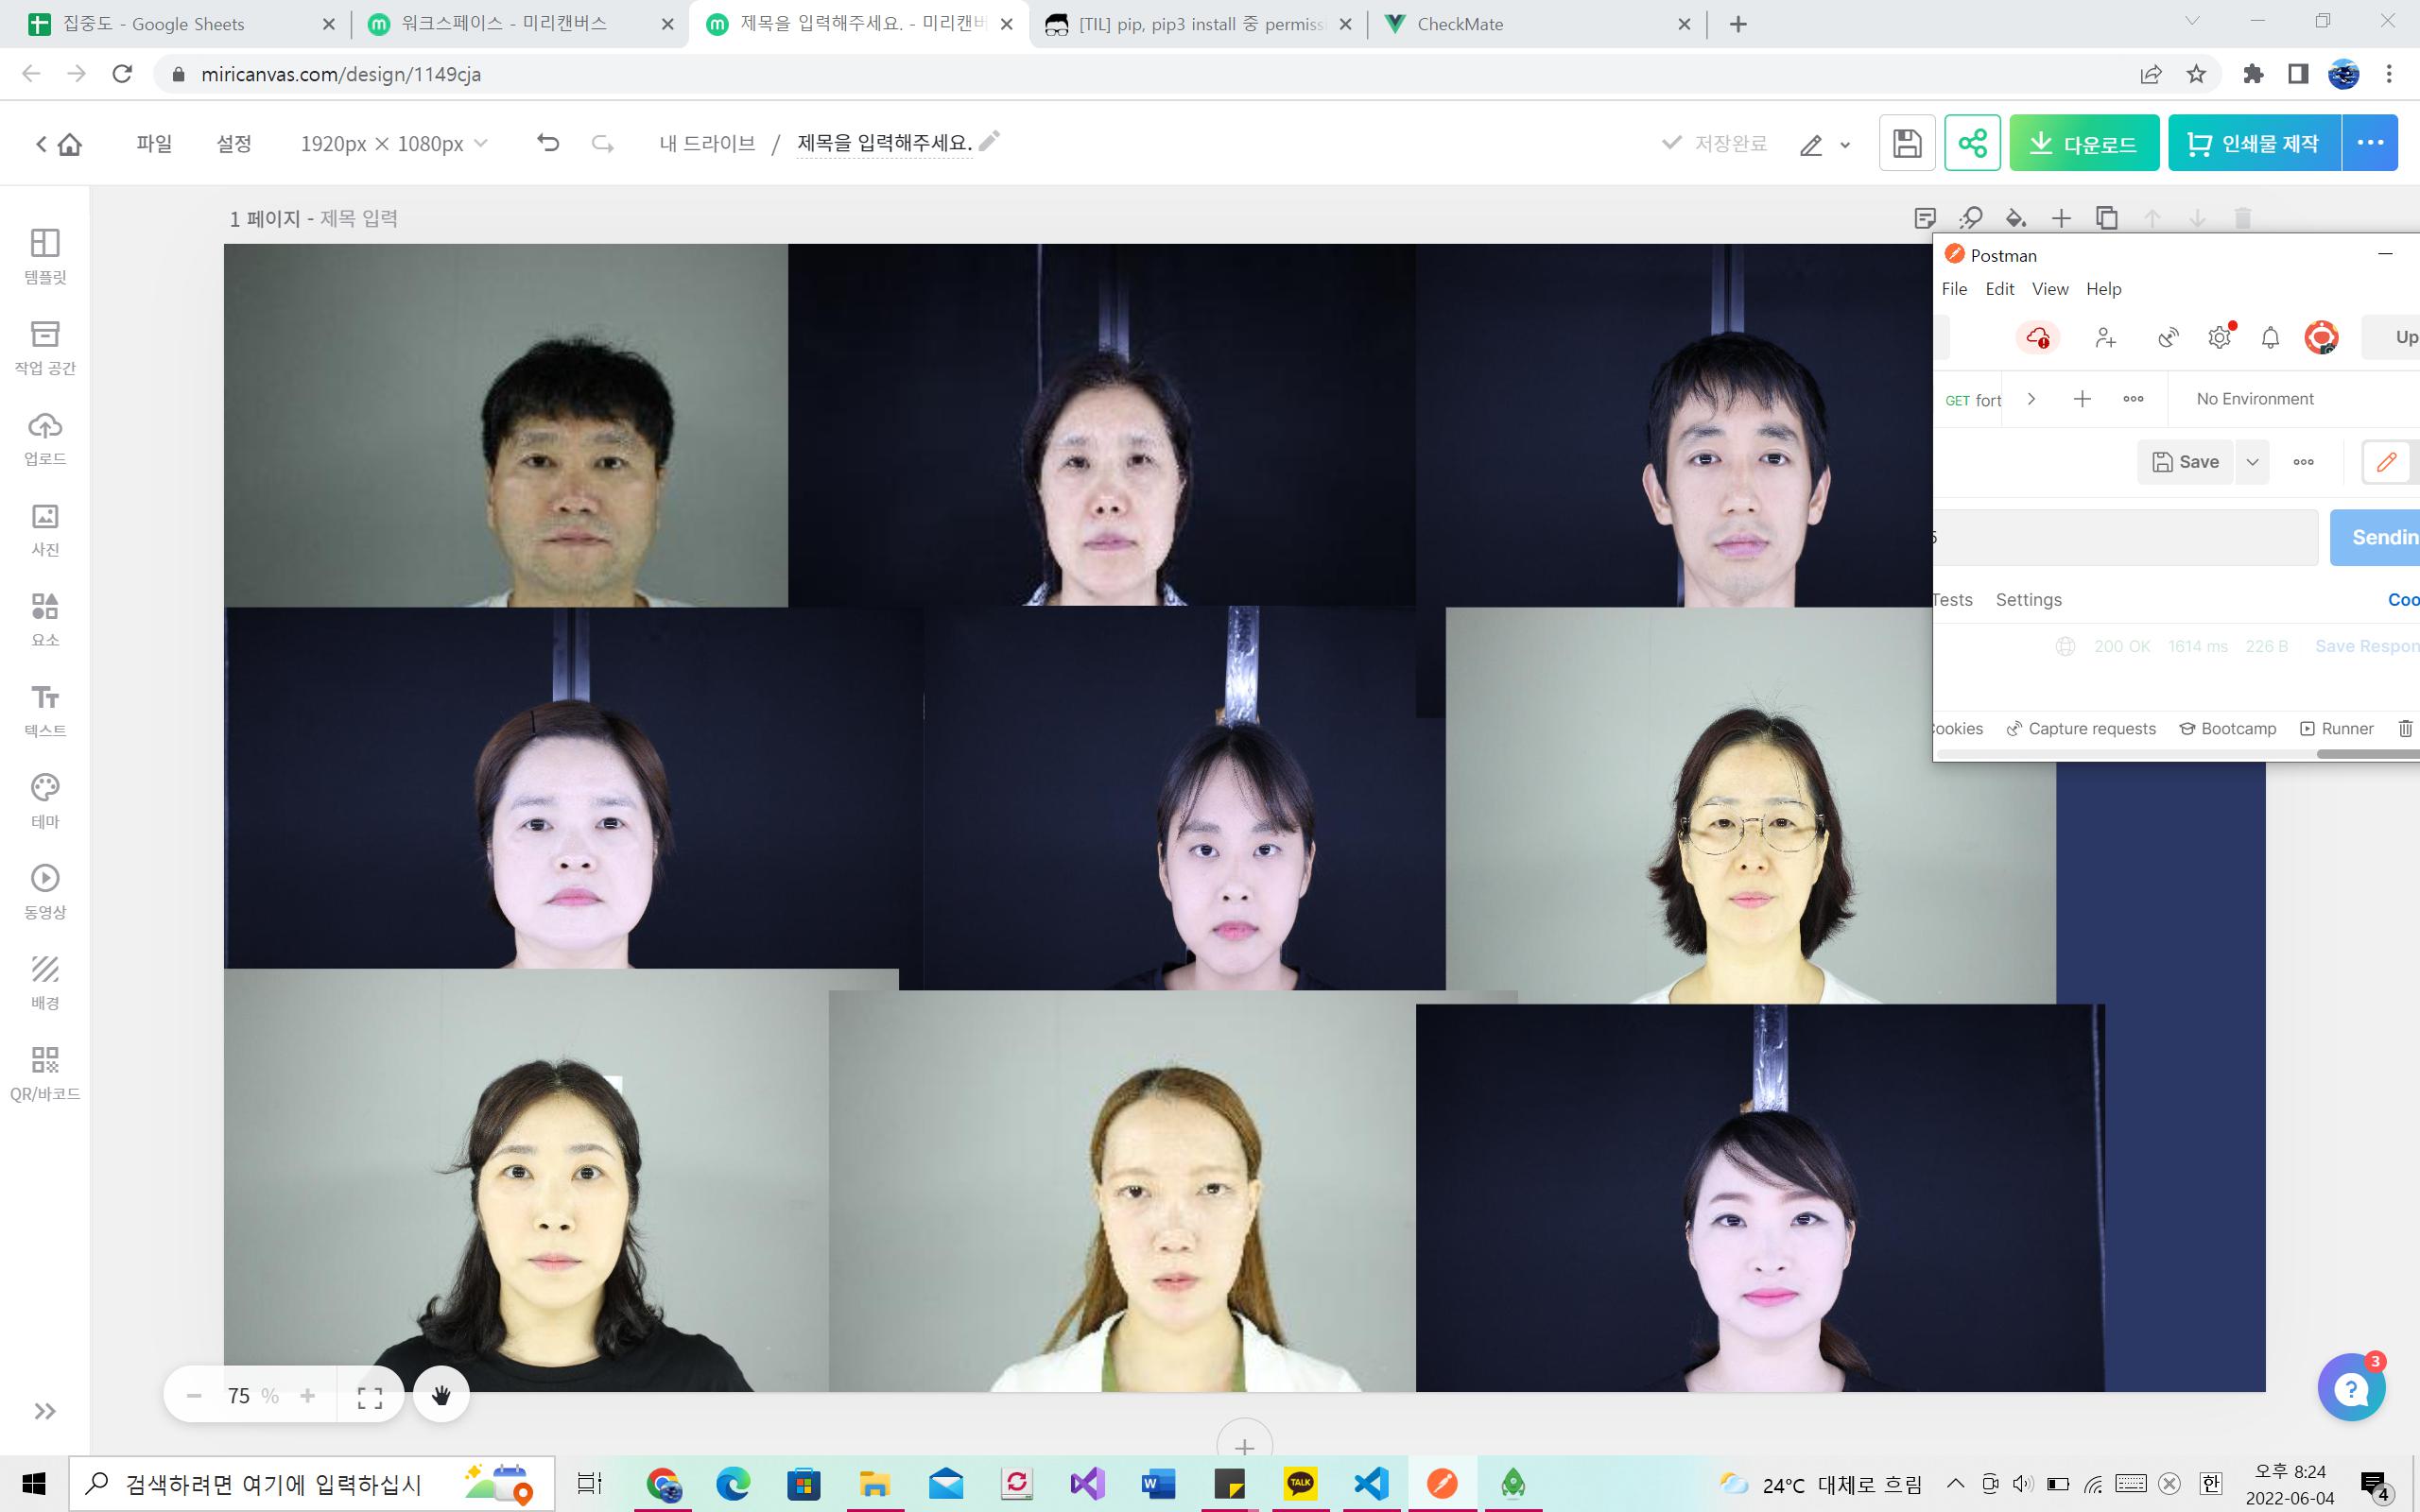 집중도 - Google Sheets
워크스페이스 - 미리캔버스
제목을 입력해주세요. - 미리캔버
[TIL] pip, pip3 install 중 permiss
CheckMate
miricanvas.com/design/1149cja
파일
설정
1920px × 1080px
내 드라이브 / 제목을 입력해주세요.
저장완료
다운로드
인쇄물 제작
1 페이지 - 제목 입력
템플릿
작업 공간
업로드
사진
요소
텍스트
테마
동영상
배경
QR/바코드
Postman
File Edit View Help
Up
GET fort
No Environment
Save
Sendin
Tests Settings
Coo
200 OK 1614 ms 226 B Save Respon
ookies Capture requests Bootcamp Runner
75 %
3
검색하려면 여기에 입력하십시
TALK
24°C 대체로 흐림
한
오후 8:24
2022-06-04
4